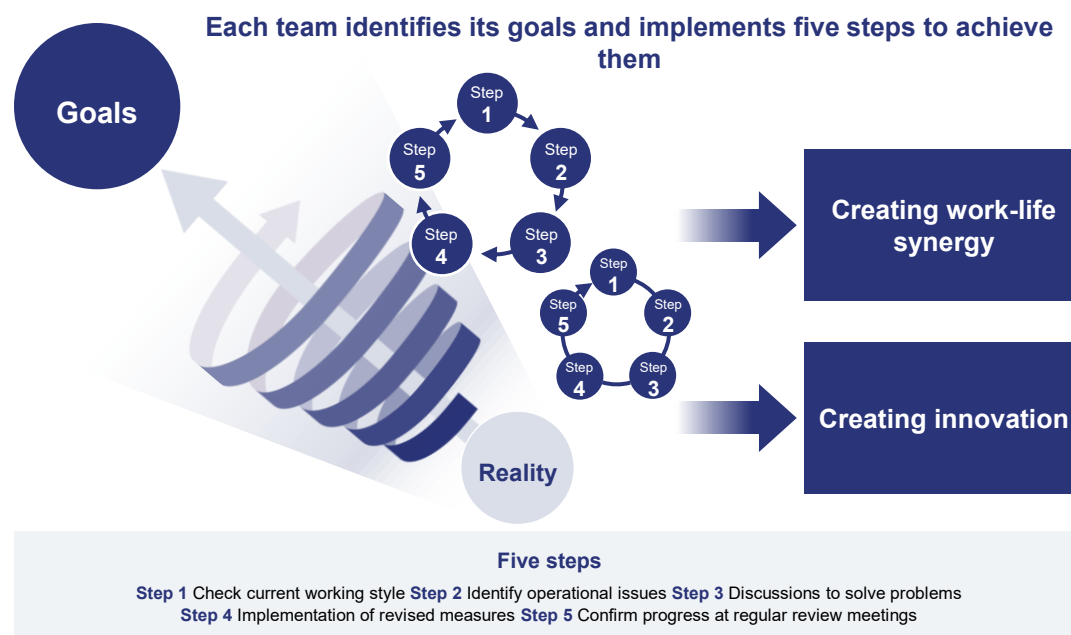 Each team identifies its goals and implements five steps to achieve
them
Goals
Step
1
Step
2
Step
3
Step
4
Step
5
Step
1
Step
2
Step
3
Step
4
Step
5
Reality
Creating work-life
synergy
Creating innovation
Five steps
Step 1 Check current working style Step 2 Identify operational issues Step 3 Discussions to solve problems
Step 4 Implementation of revised measures Step 5 Confirm progress at regular review meetings